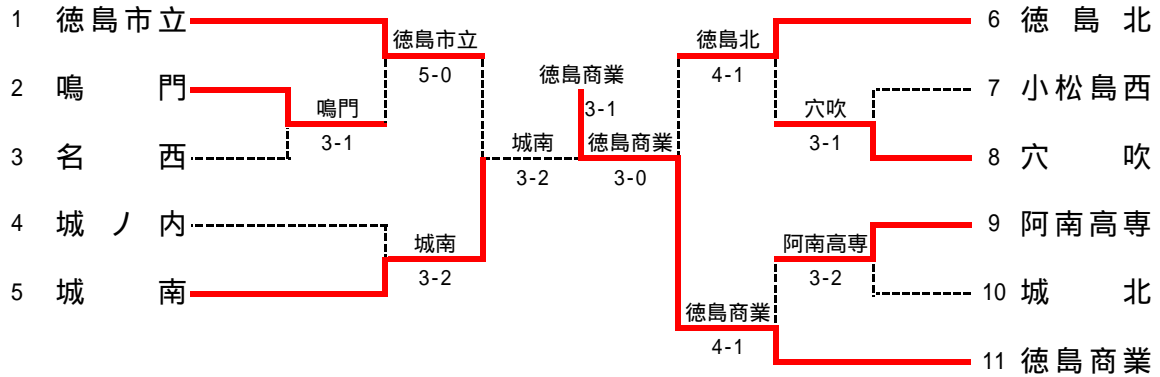 1 徳島市立
2 鳴門
3 名西
4 城ノ内
5 城南
鳴門
3-1
徳島市立
5-0
城南
3-2
城南
3-2
徳島商業
3-1
徳島商業
3-0
徳島北
4-1
穴吹
3-1
阿南高専
3-2
徳島商業
4-1
6 徳島北
7 小松島西
8 穴吹
9 阿南高専
10 城北
11 徳島商業